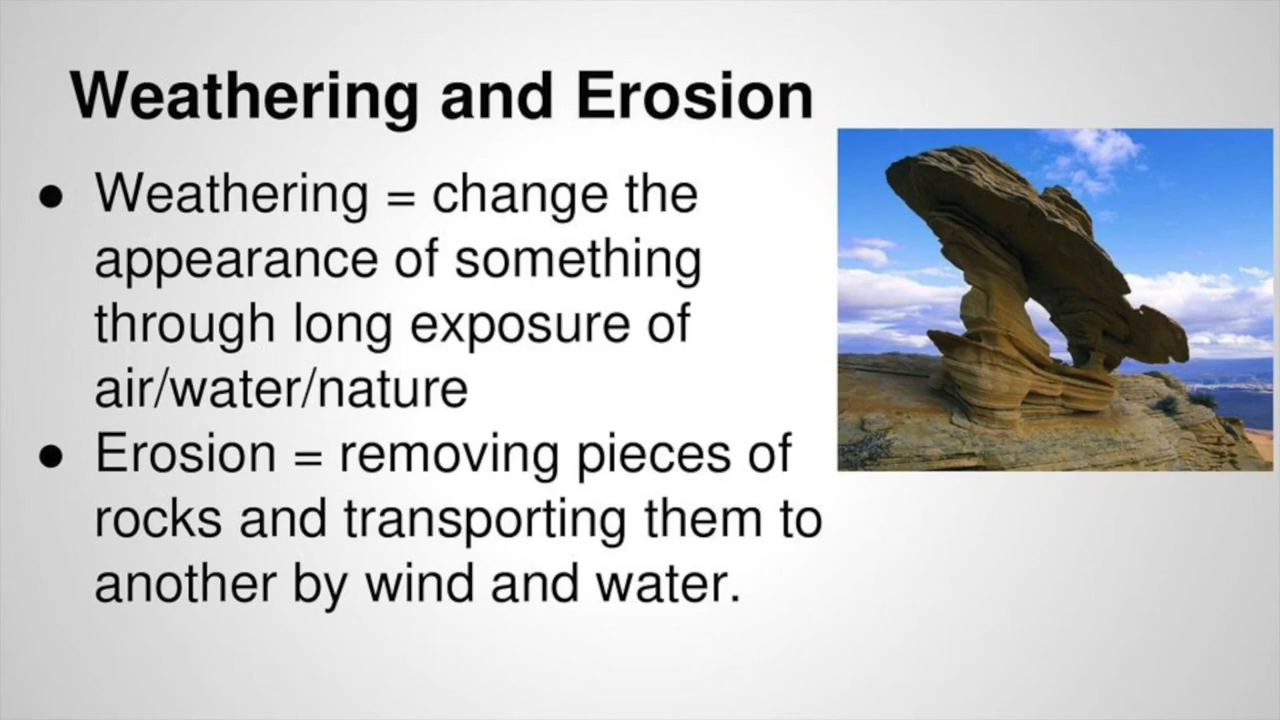 Weathering and Erosion
● Weathering = change the
appearance of something
through long exposure of
air/water/nature
● Erosion = removing pieces of
rocks and transporting them to
another by wind and water.